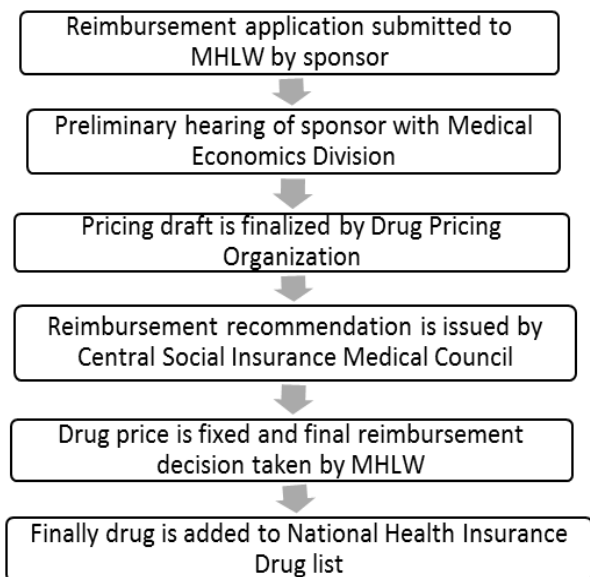 Reimbursement application submitted to
MHLW by sponsor
Preliminary hearing of sponsor with Medical
Economics Division
Pricing draft is finalized by Drug Pricing
Organization
Reimbursement recommendation is issued by
Central Social Insurance Medical Council
Drug price is fixed and final reimbursement
decision taken by MHLW
Finally drug is added to National Health Insurance
Drug list